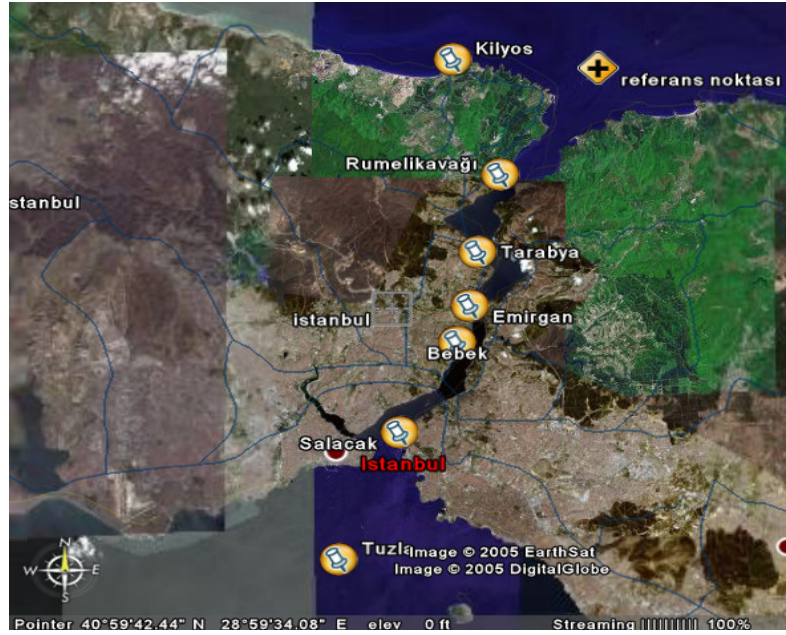 Kilyos
referans noktası
Rumelikavağı
stanbul
Tarabya
istanbul
Emirgan
Bebek
Salacak
Istanbul
Tuzla
Image © 2005 EarthSat
Image © 2005 DigitalGlobe
N
W E
S
Pointer 40°59'42.44" N 28°59'34.08" E elev 0 ft Streaming |||||||||| 100%